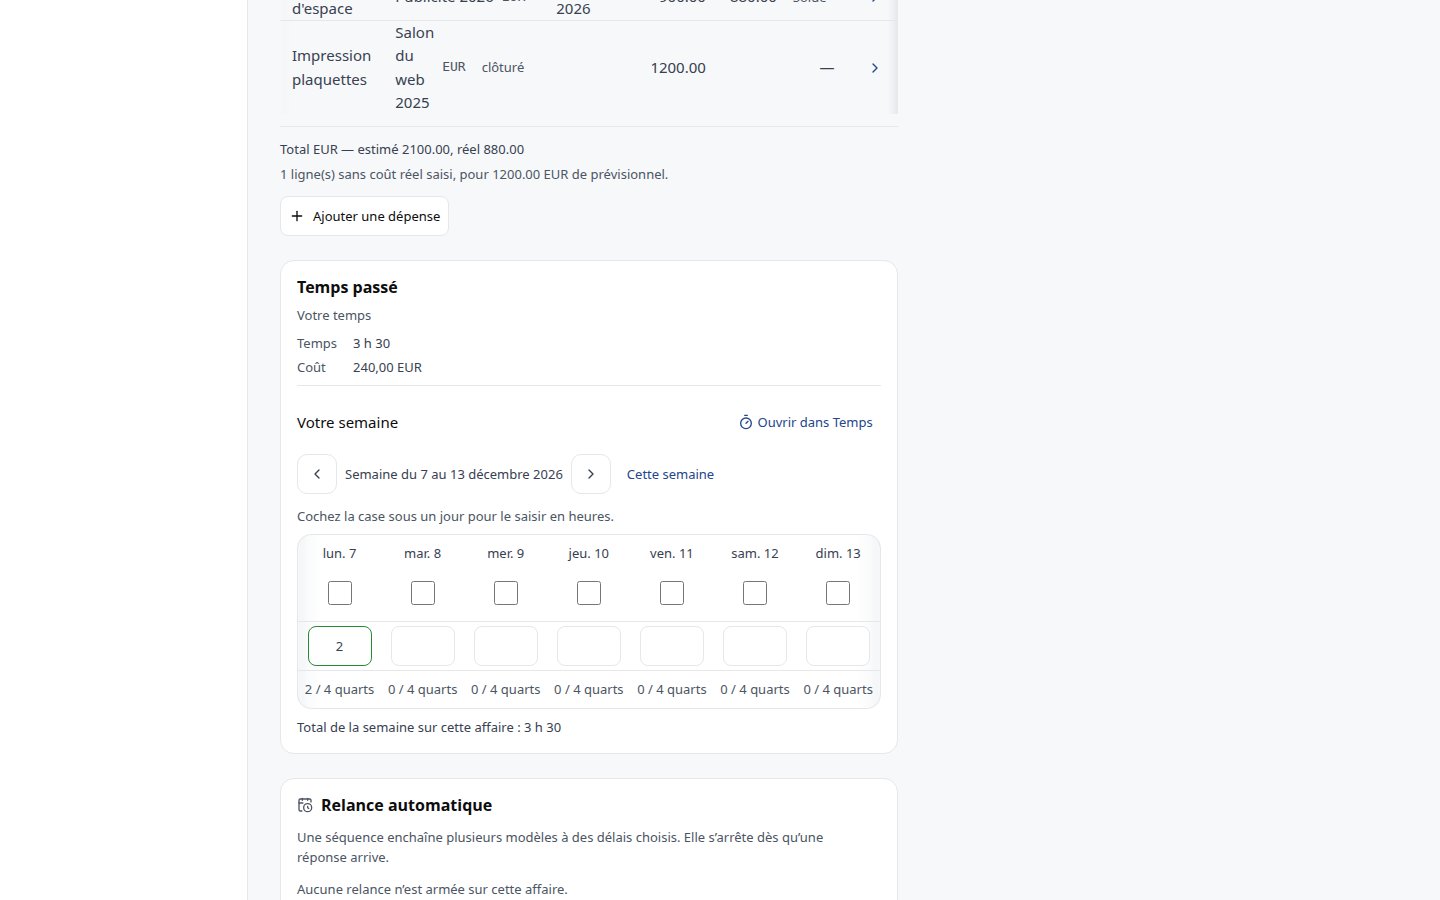 d'espace
2026
Impression plaquettes
Salon du web 2025
EUR
clôturé
1200.00
—
Total EUR — estimé 2100.00, réel 880.00
1 ligne(s) sans coût réel saisi, pour 1200.00 EUR de prévisionnel.
Ajouter une dépense
Temps passé
Votre temps
Temps 3 h 30
Coût 240,00 EUR
Votre semaine
Ouvrir dans Temps
Semaine du 7 au 13 décembre 2026
Cette semaine
Cochez la case sous un jour pour le saisir en heures.
lun. 7 mar. 8 mer. 9 jeu. 10 ven. 11 sam. 12 dim. 13
2
2 / 4 quarts 0 / 4 quarts 0 / 4 quarts 0 / 4 quarts 0 / 4 quarts 0 / 4 quarts 0 / 4 quarts
Total de la semaine sur cette affaire : 3 h 30
Relance automatique
Une séquence enchaîne plusieurs modèles à des délais choisis. Elle s’arrête dès qu’une
réponse arrive.
Aucune relance n’est armée sur cette affaire.